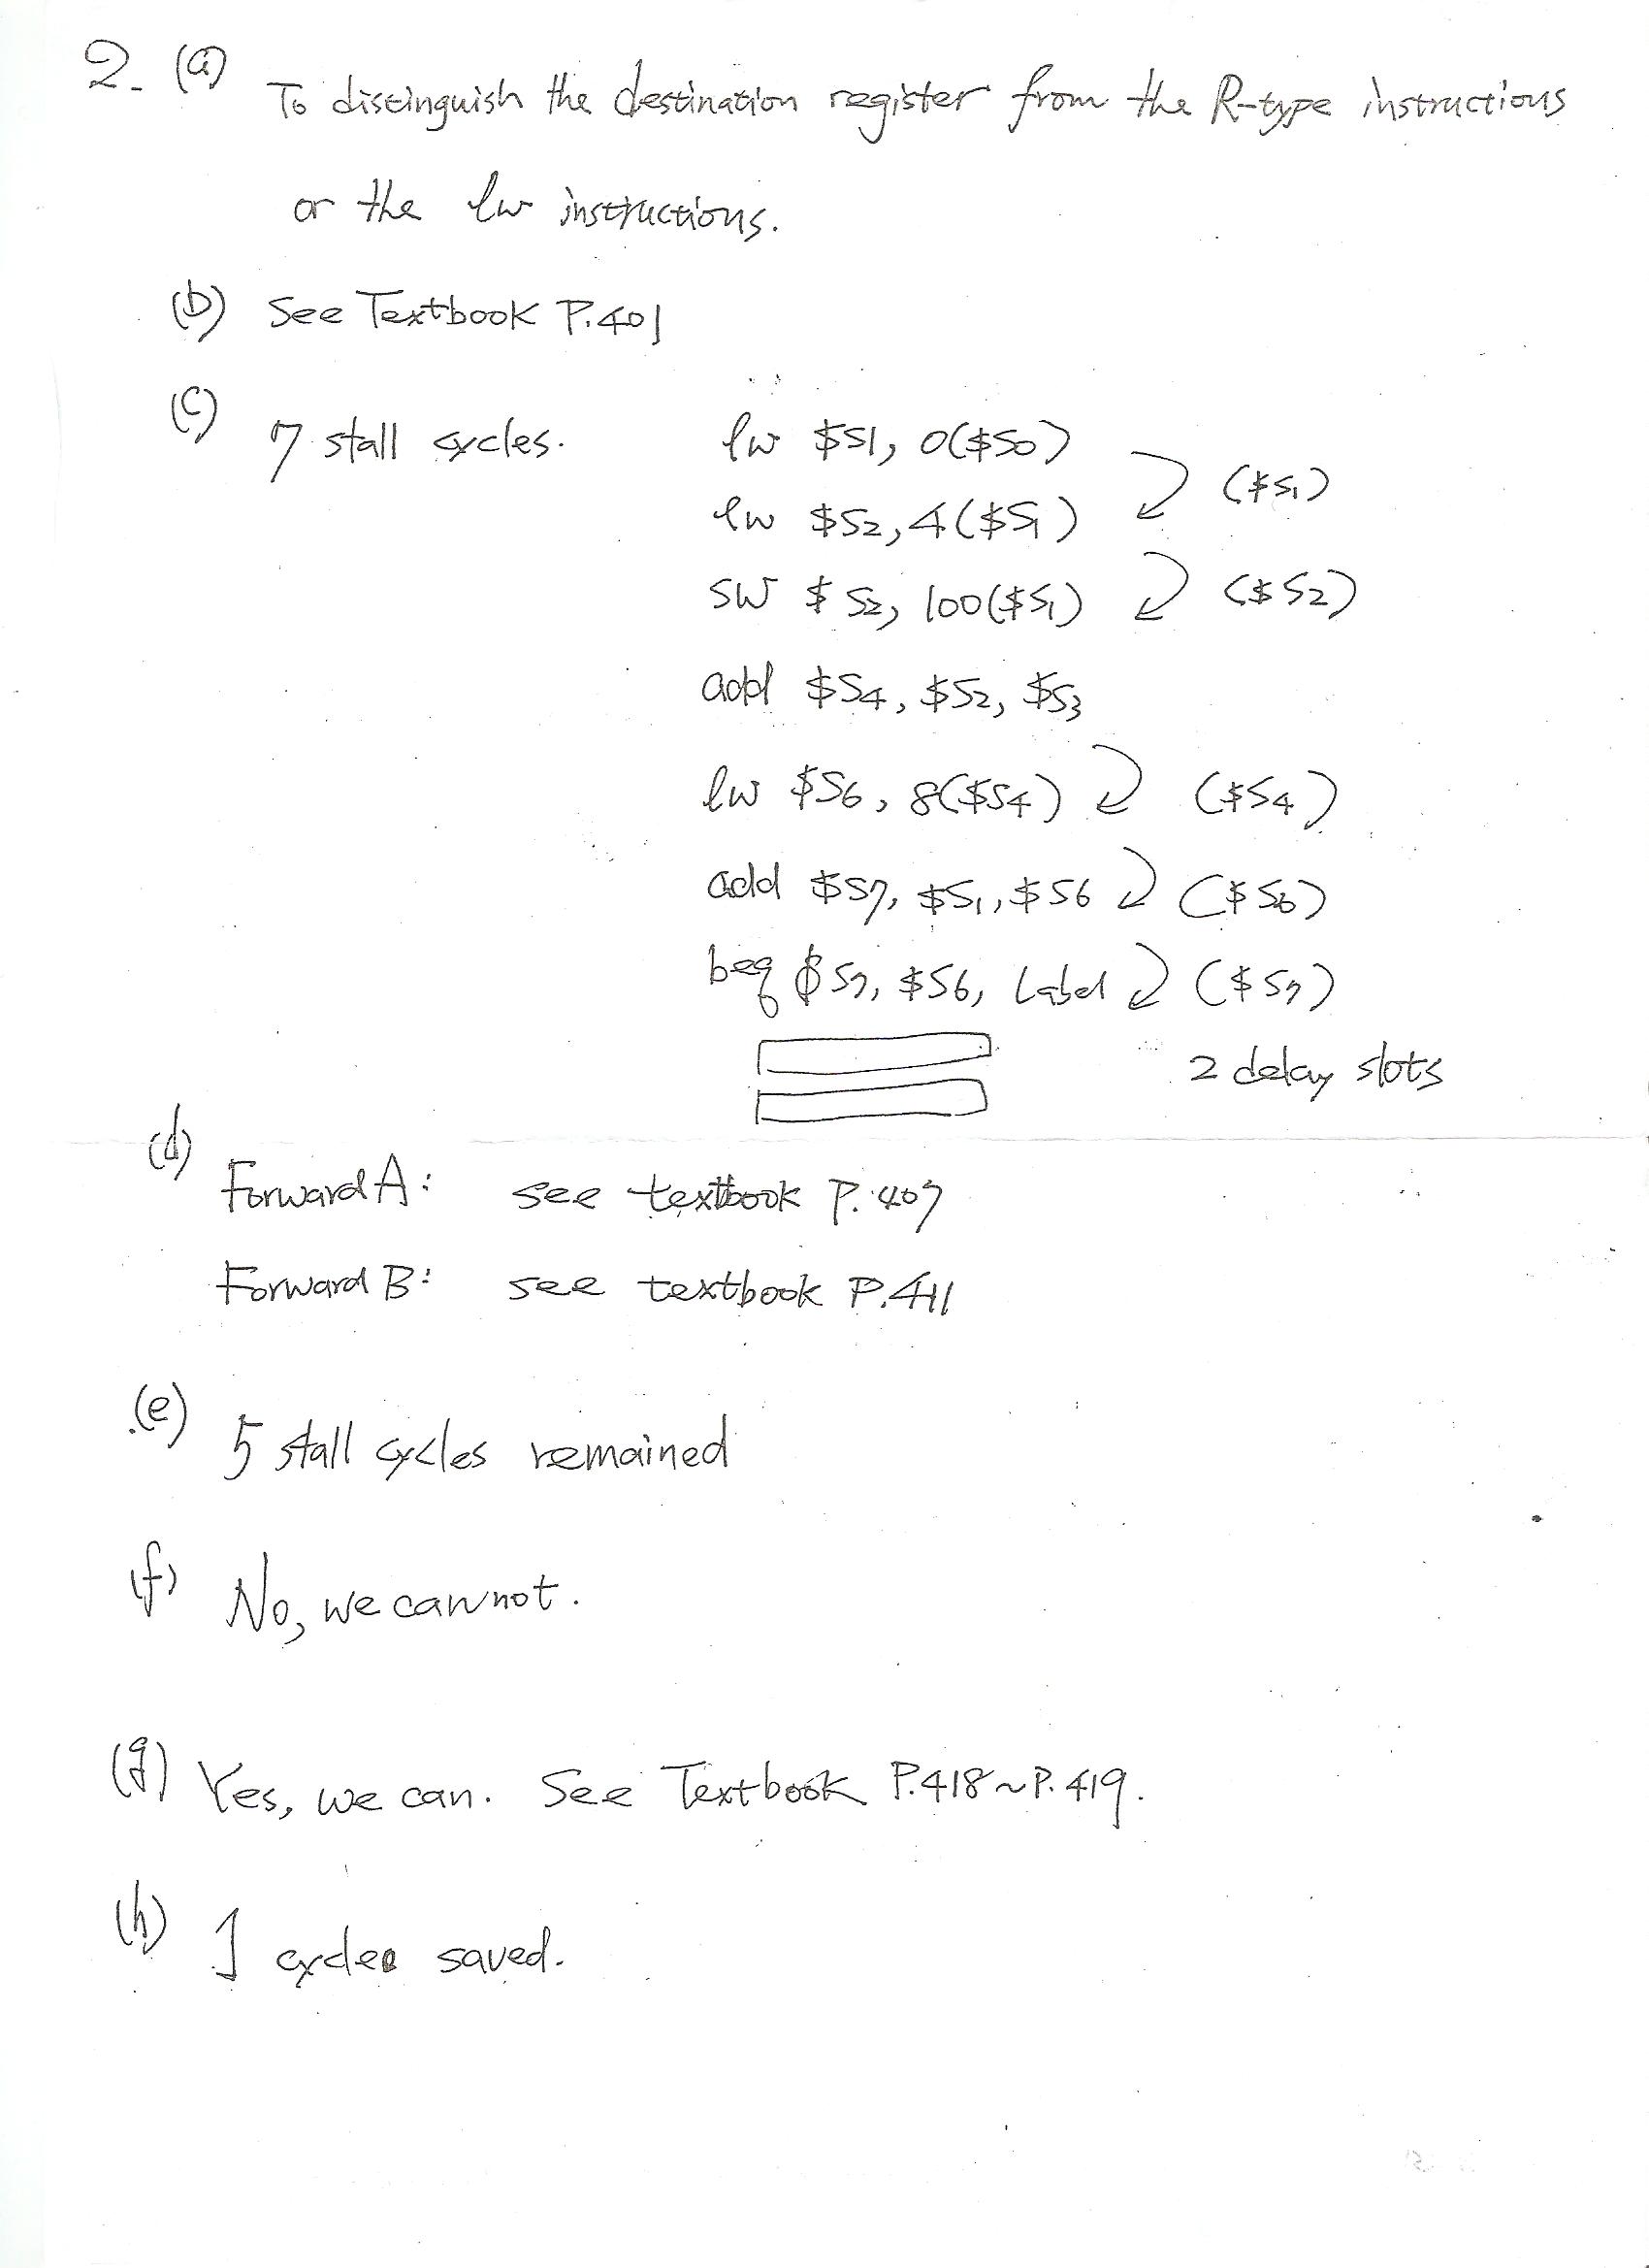 2. (a) To distinguish the destination register from the R-type instructions
or the lw instructions.
(b) See Textbook P.401
(c) 7 stall cycles.
lw $S1, 0($S0)
($S1)
lw $S2, 4($S1)
sw $S2, 100($S1) ($S2)
add $S4, $S2, $S3
lw $S6, 8($S4) ($S4)
add $S7, $S1, $S6 ($S6)
beq $S7, $S6, Label ($S7)
2 delay slots
(d) Forward A: see textbook P.407
Forward B: see textbook P.411
(e) 5 stall cycles remained
(f) No, we cannot.
(g) Yes, we can. See Textbook P.418~P.419.
(h) 1 cycle saved.